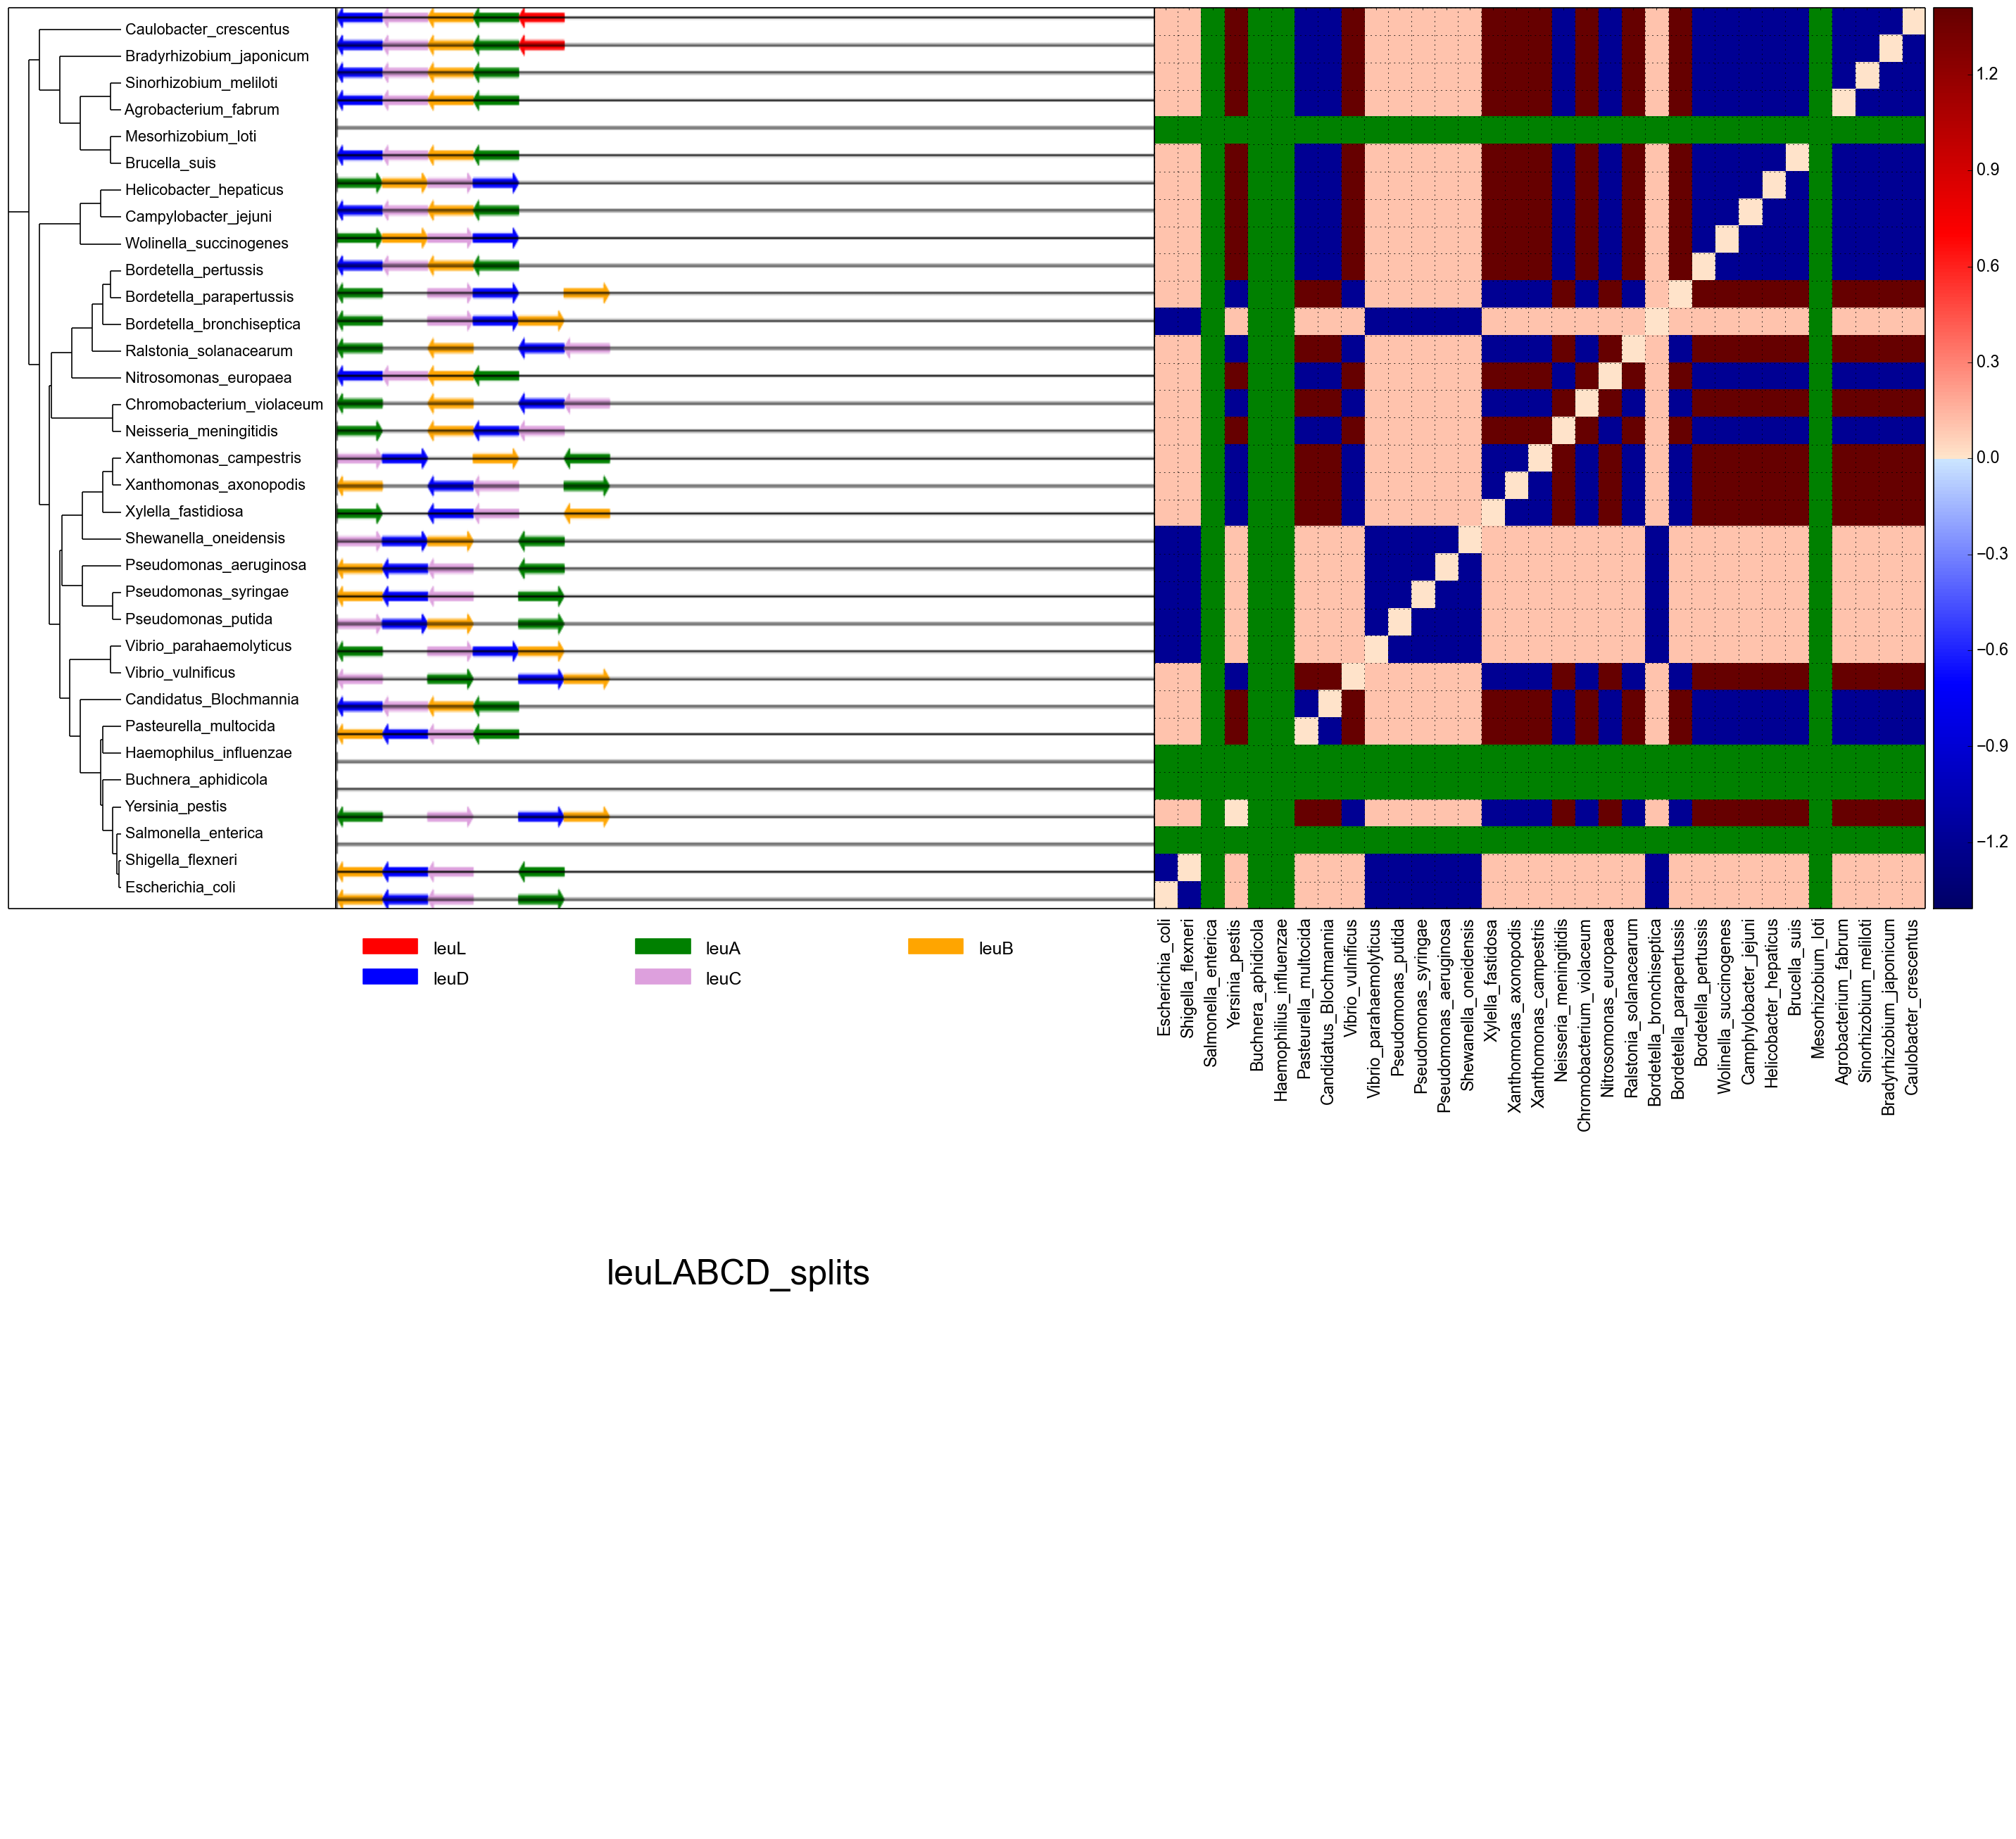 Caulobacter_crescentus
Bradyrhizobium_japonicum
Sinorhizobium_meliloti
Agrobacterium_fabrum
Mesorhizobium_loti
Brucella_suis
Helicobacter_hepaticus
Campylobacter_jejuni
Wolinella_succinogenes
Bordetella_pertussis
Bordetella_parapertussis
Bordetella_bronchiseptica
Ralstonia_solanacearum
Nitrosomonas_europaea
Chromobacterium_violaceum
Neisseria_meningitidis
Xanthomonas_campestris
Xanthomonas_axonopodis
Xylella_fastidiosa
Shewanella_oneidensis
Pseudomonas_aeruginosa
Pseudomonas_syringae
Pseudomonas_putida
Vibrio_parahaemolyticus
Vibrio_vulnificus
Candidatus_Blochmannia
Pasteurella_multocida
Haemophilus_influenzae
Buchnera_aphidicola
Yersinia_pestis
Salmonella_enterica
Shigella_flexneri
Escherichia_coli
1.2
0.9
0.6
0.3
0.0
−0.3
−0.6
−0.9
−1.2
leuL
leuA
leuB
leuD
leuC
Escherichia_coli
Shigella_flexneri
Salmonella_enterica
Yersinia_pestis
Buchnera_aphidicola
Haemophilus_influenzae
Pasteurella_multocida
Candidatus_Blochmannia
Vibrio_vulnificus
Vibrio_parahaemolyticus
Pseudomonas_putida
Pseudomonas_syringae
Pseudomonas_aeruginosa
Shewanella_oneidensis
Xylella_fastidiosa
Xanthomonas_axonopodis
Xanthomonas_campestris
Neisseria_meningitidis
Chromobacterium_violaceum
Nitrosomonas_europaea
Ralstonia_solanacearum
Bordetella_bronchiseptica
Bordetella_parapertussis
Bordetella_pertussis
Wolinella_succinogenes
Camphylobacter_jejuni
Helicobacter_hepaticus
Brucella_suis
Mesorhizobium_loti
Agrobacterium_fabrum
Sinorhizobium_meliloti
Bradyrhizobium_japonicum
Caulobacter_crescentus
leuLABCD_splits